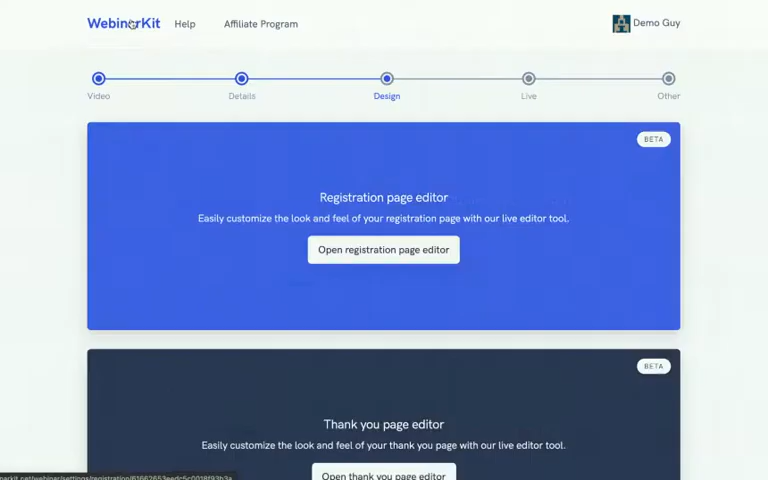 WebinarKit Help Affiliate Program Demo Guy
Video Details Design Live Other
BETA
Registration page editor
Easily customize the look and feel of your registration page with our live editor tool.
Open registration page editor
BETA
Thank you page editor
Easily customize the look and feel of your thank you page with our live editor tool.
Open thank you page editor